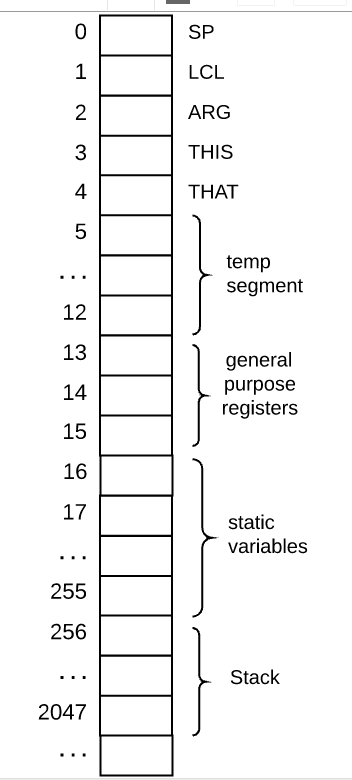 0 SP
1 LCL
2 ARG
3 THIS
4 THAT
5
...
temp
segment
12
13
14
15
general
purpose
registers
16
17
...
255
static
variables
256
...
2047
Stack
...